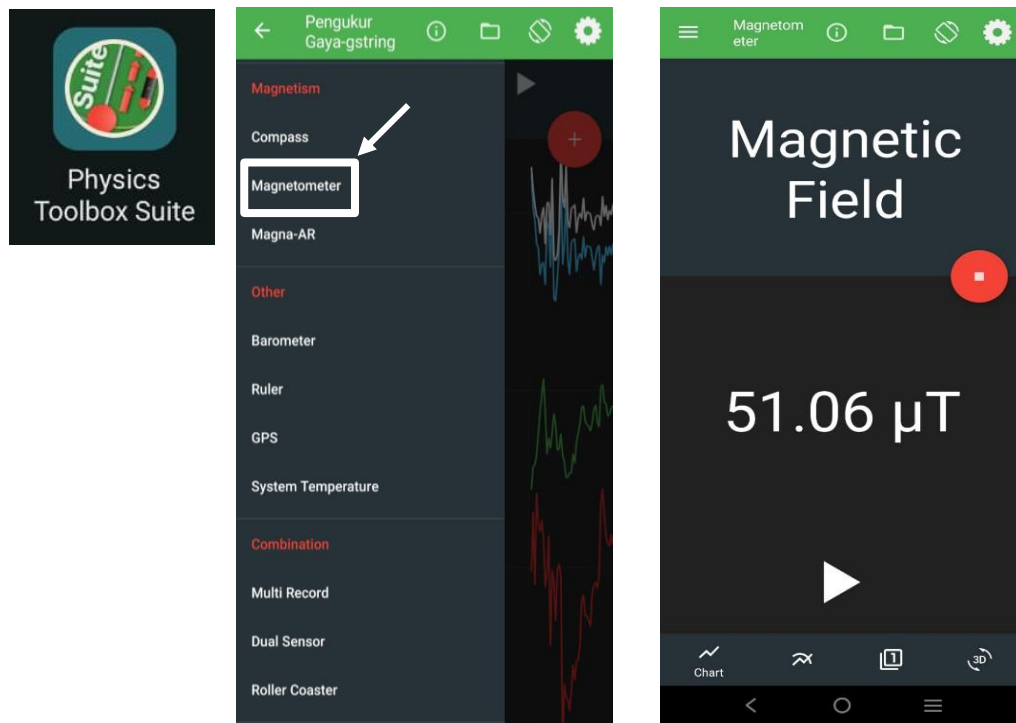 Suite
Physics
Toolbox Suite
Pengukur
Gaya-gstring
Magnetism
Compass
Magnetometer
Magna-AR
Other
Barometer
Ruler
GPS
System Temperature
Combination
Multi Record
Dual Sensor
Roller Coaster
Magnetom
eter
Magnetic
Field
51.06 µT
Chart
1
3D